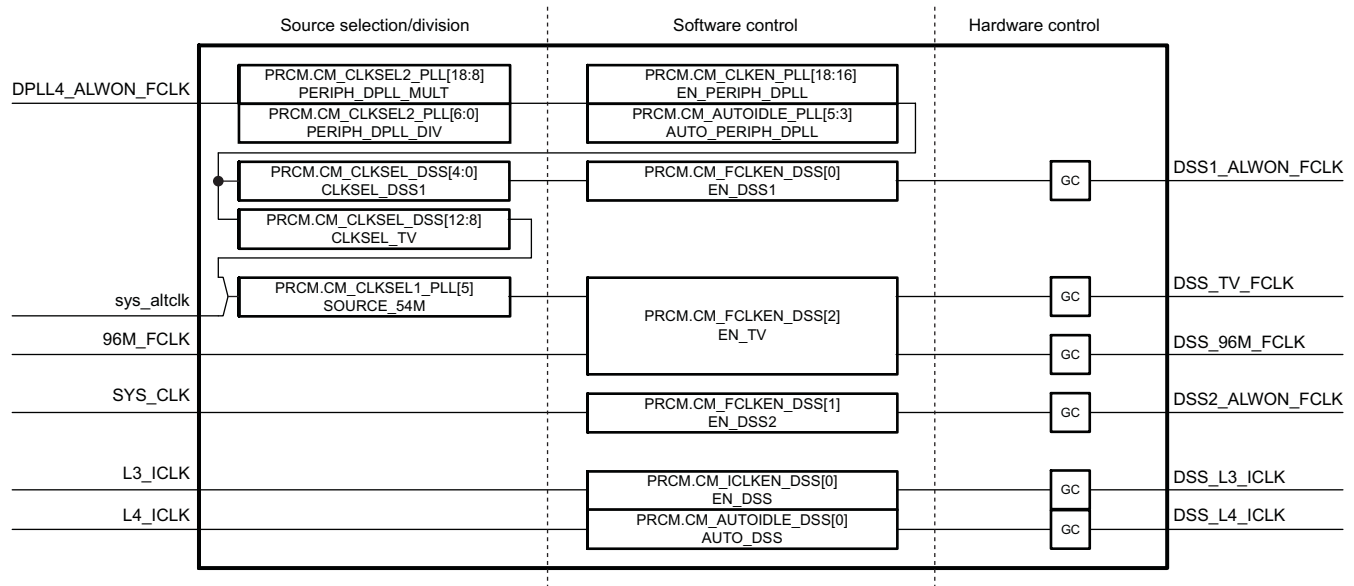 Source selection/division
Software control
Hardware control
DPLL4_ALWON_FCLK
PRCM.CM_CLKSEL2_PLL[18:8]
PERIPH_DPLL_MULT
PRCM.CM_CLKSEL2_PLL[6:0]
PERIPH_DPLL_DIV
PRCM.CM_CLKEN_PLL[18:16]
EN_PERIPH_DPLL
PRCM.CM_AUTOIDLE_PLL[5:3]
AUTO_PERIPH_DPLL
PRCM.CM_CLKSEL_DSS[4:0]
CLKSEL_DSS1
PRCM.CM_FCLKEN_DSS[0]
EN_DSS1
GC
DSS1_ALWON_FCLK
PRCM.CM_CLKSEL_DSS[12:8]
CLKSEL_TV
sys_altclk
PRCM.CM_CLKSEL1_PLL[5]
SOURCE_54M
PRCM.CM_FCLKEN_DSS[2]
EN_TV
GC
DSS_TV_FCLK
96M_FCLK
GC
DSS_96M_FCLK
SYS_CLK
PRCM.CM_FCLKEN_DSS[1]
EN_DSS2
GC
DSS2_ALWON_FCLK
L3_ICLK
PRCM.CM_ICLKEN_DSS[0]
EN_DSS
GC
DSS_L3_ICLK
L4_ICLK
PRCM.CM_AUTOIDLE_DSS[0]
AUTO_DSS
GC
DSS_L4_ICLK